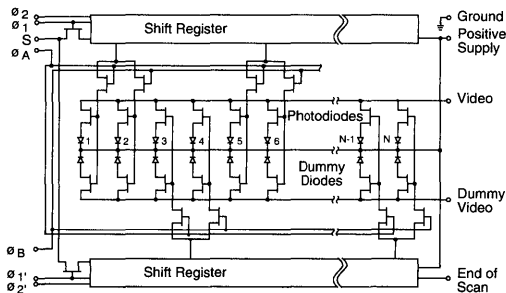 Ø 2
Ø 1
S
Ø A
Shift Register
Ground
Positive
Supply
Video
Photodiodes
1 2 3 4 5 6 N-1 N
Dummy
Diodes
Dummy
Video
Ø B
Ø 1'
Ø 2'
Shift Register
End of
Scan